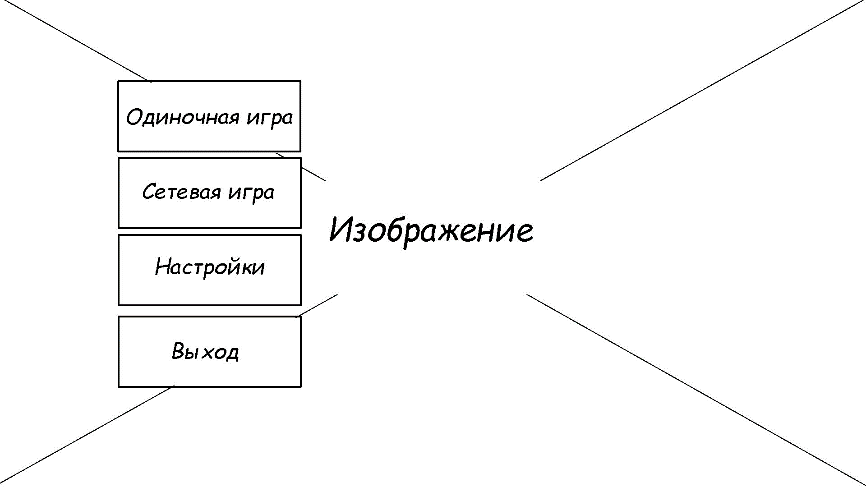 Одиночная игра
Сетевая игра
Изображение
Настройки
Выход